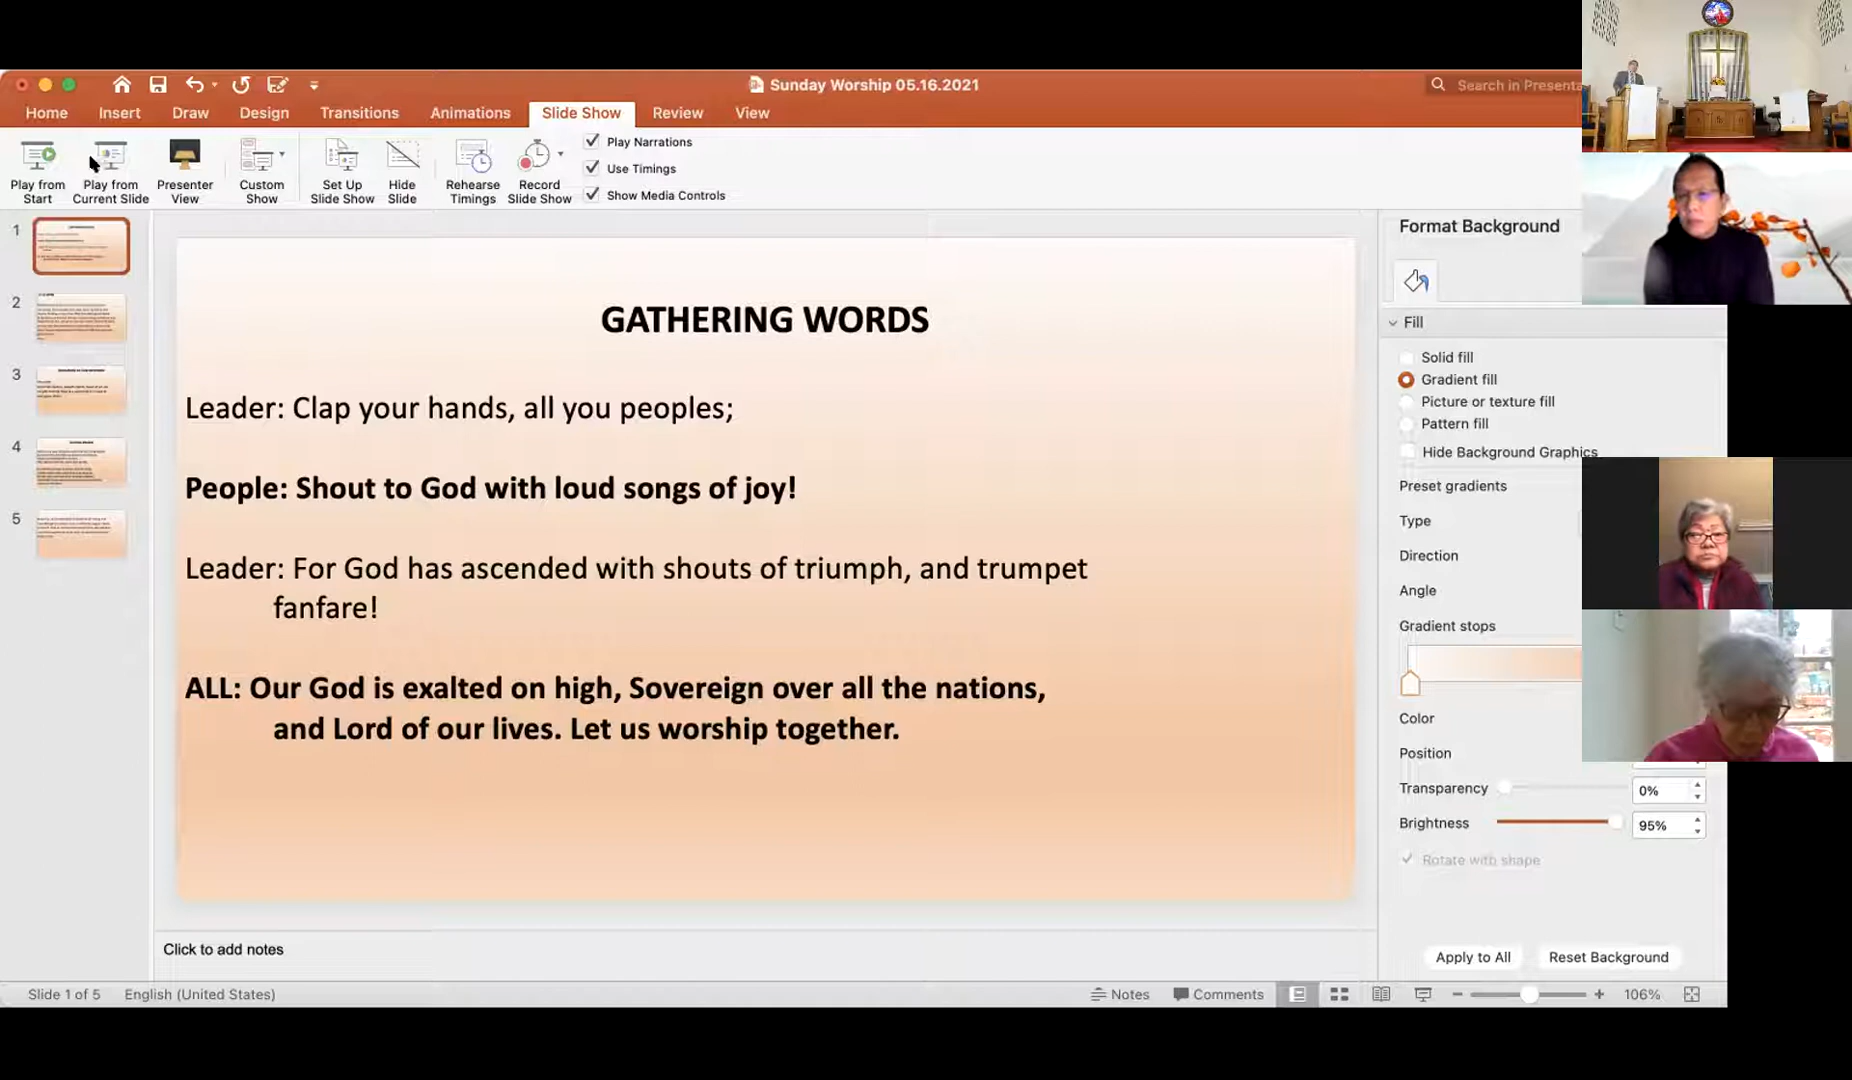 Sunday Worship 05.16.2021
Search in Presenta
Home Insert Draw Design Transitions Animations Slide Show Review View
Play from Start
Play from Current Slide
Presenter View
Custom Show
Set Up Slide Show
Hide Slide
Rehearse Timings
Record Slide Show
Play Narrations
Use Timings
Show Media Controls
1
2
3
4
5
GATHERING WORDS
Leader: Clap your hands, all you peoples;
People: Shout to God with loud songs of joy!
Leader: For God has ascended with shouts of triumph, and trumpet
fanfare!
ALL: Our God is exalted on high, Sovereign over all the nations,
and Lord of our lives. Let us worship together.
Click to add notes
Format Background
Fill
Solid fill
Gradient fill
Picture or texture fill
Pattern fill
Hide Background Graphics
Preset gradients
Type
Direction
Angle
Gradient stops
Color
Position
Transparency 0%
Brightness 95%
Rotate with shape
Apply to All Reset Background
Slide 1 of 5 English (United States) Notes Comments 106%